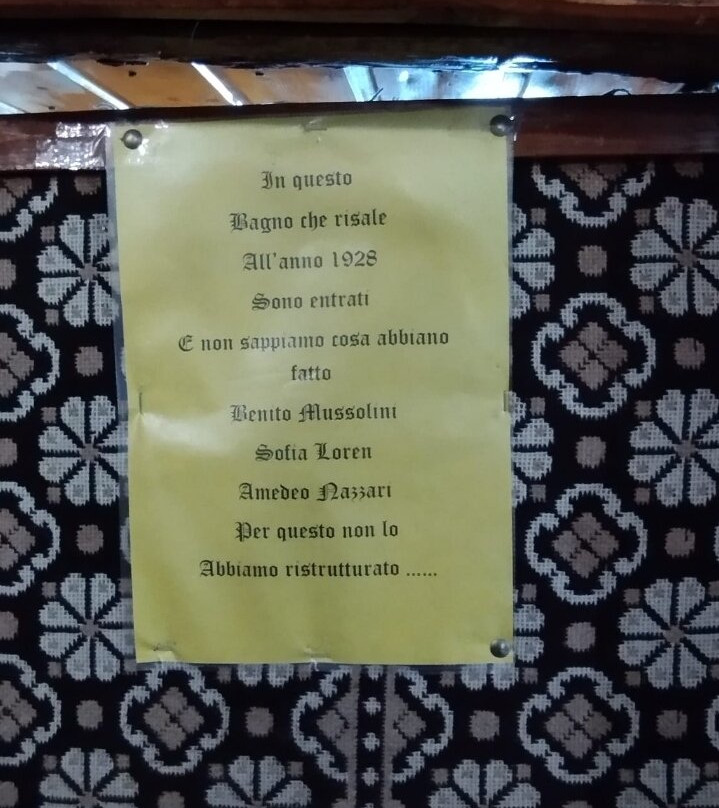 In questo
Bagno che risale
All'anno 1928
Sono entrati
E non sappiamo cosa abbiano
fatto
Benito Mussolini
Sofia Loren
Amedeo Nazzari
Per questo non lo
Abbiamo ristrutturato ......